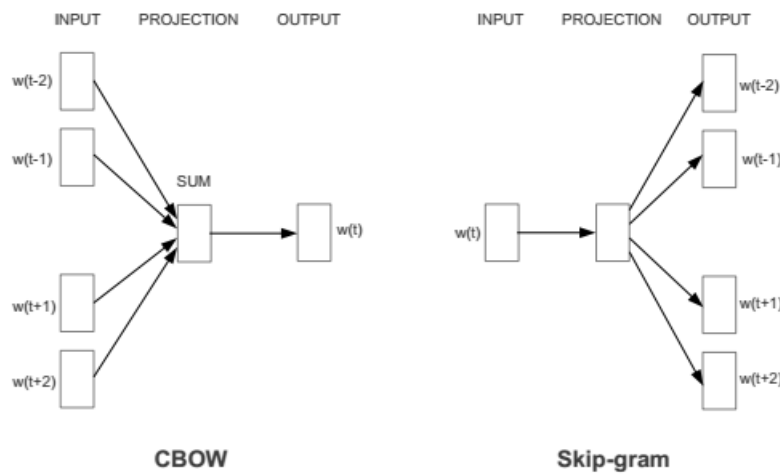 INPUT PROJECTION OUTPUT
w(t-2)
w(t-1)
SUM
w(t)
w(t+1)
w(t+2)
CBOW
INPUT PROJECTION OUTPUT
w(t-2)
w(t-1)
w(t)
w(t+1)
w(t+2)
Skip-gram